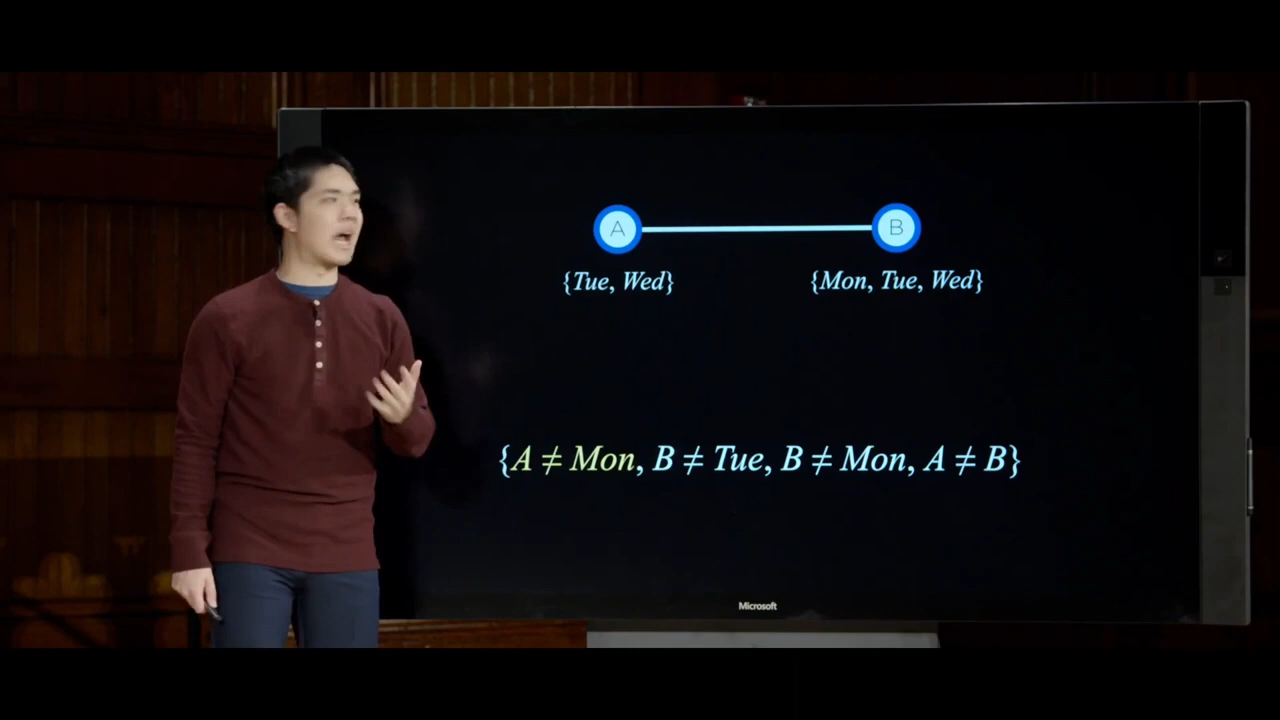 A B
{Tue, Wed} {Mon, Tue, Wed}
{A ≠ Mon, B ≠ Tue, B ≠ Mon, A ≠ B}
Microsoft